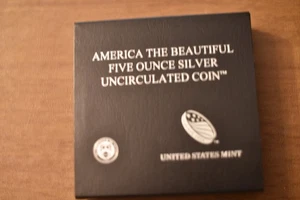 AMERICA THE BEAUTIFUL
FIVE OUNCE SILVER
UNCIRCULATED COIN™
UNITED STATES MINT